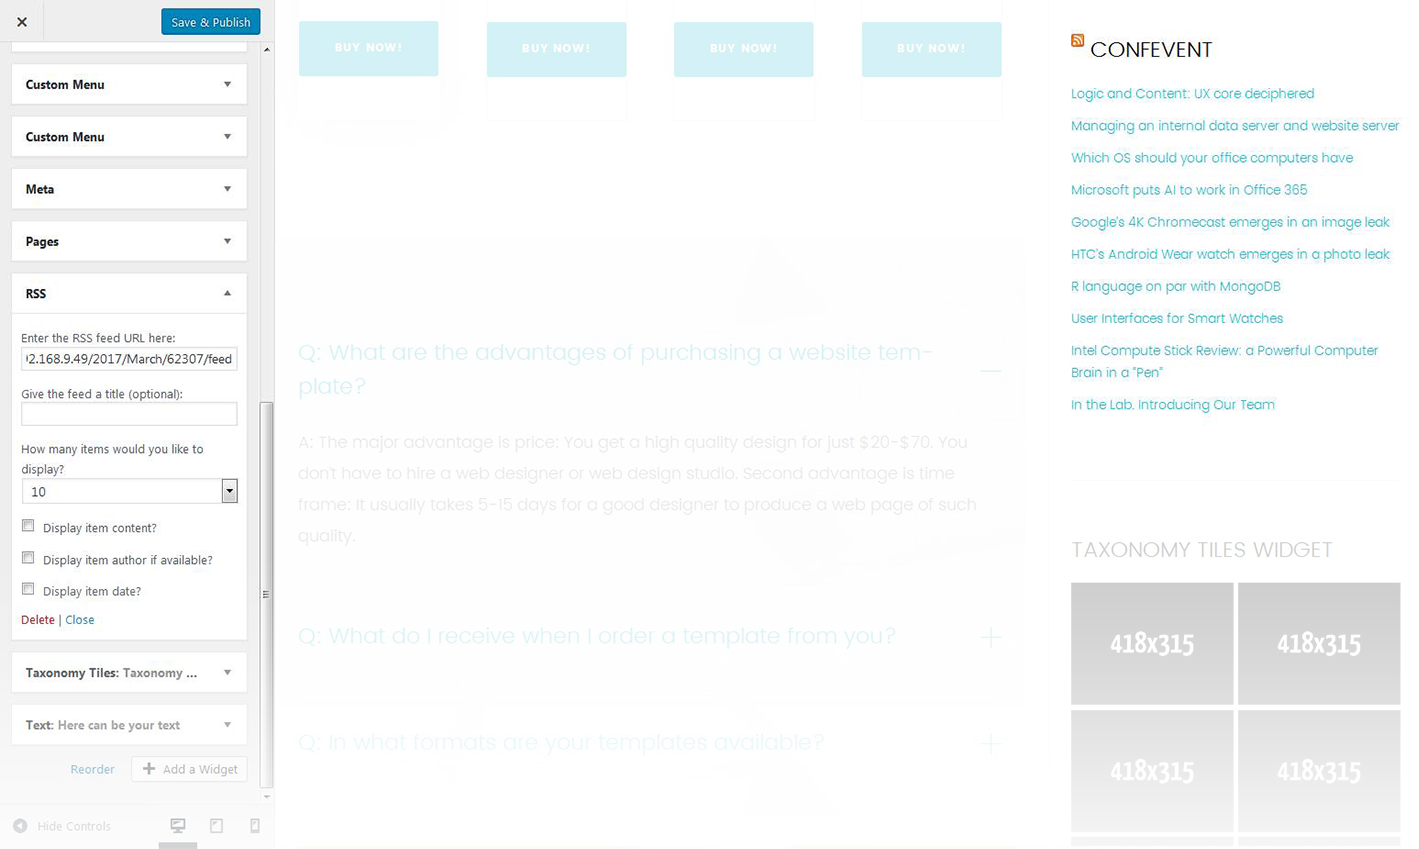 Save & Publish
Custom Menu
Custom Menu
Meta
Pages
RSS
Enter the RSS feed URL here:
2.168.9.49/2017/March/62307/feed
Give the feed a title (optional):
How many items would you like to
display?
10
Display item content?
Display item author if available?
Display item date?
Delete | Close
Taxonomy Tiles: Taxonomy ...
Text: Here can be your text
Reorder
Add a Widget
Hide Controls
BUY NOW! BUY NOW! BUY NOW! BUY NOW!
Q: What are the advantages of purchasing a website tem-
plate?
A: The major advantage is price: You get a high quality design for just $20-$70. You
don't have to hire a web designer or web design studio. Second advantage is time
frame: It usually takes 5-15 days for a good designer to produce a web page of such
quality.
Q: What do I receive when I order a template from you?
Q: In what formats are your templates available?
CONFEVENT
Logic and Content: UX core deciphered
Managing an internal data server and website server
Which OS should your office computers have
Microsoft puts AI to work in Office 365
Google's 4K Chromecast emerges in an image leak
HTC's Android Wear watch emerges in a photo leak
R language on par with MongoDB
User Interfaces for Smart Watches
Intel Compute Stick Review: a Powerful Computer
Brain in a "Pen"
In the Lab. Introducing Our Team
TAXONOMY TILES WIDGET
418x315 418x315
418x315 418x315